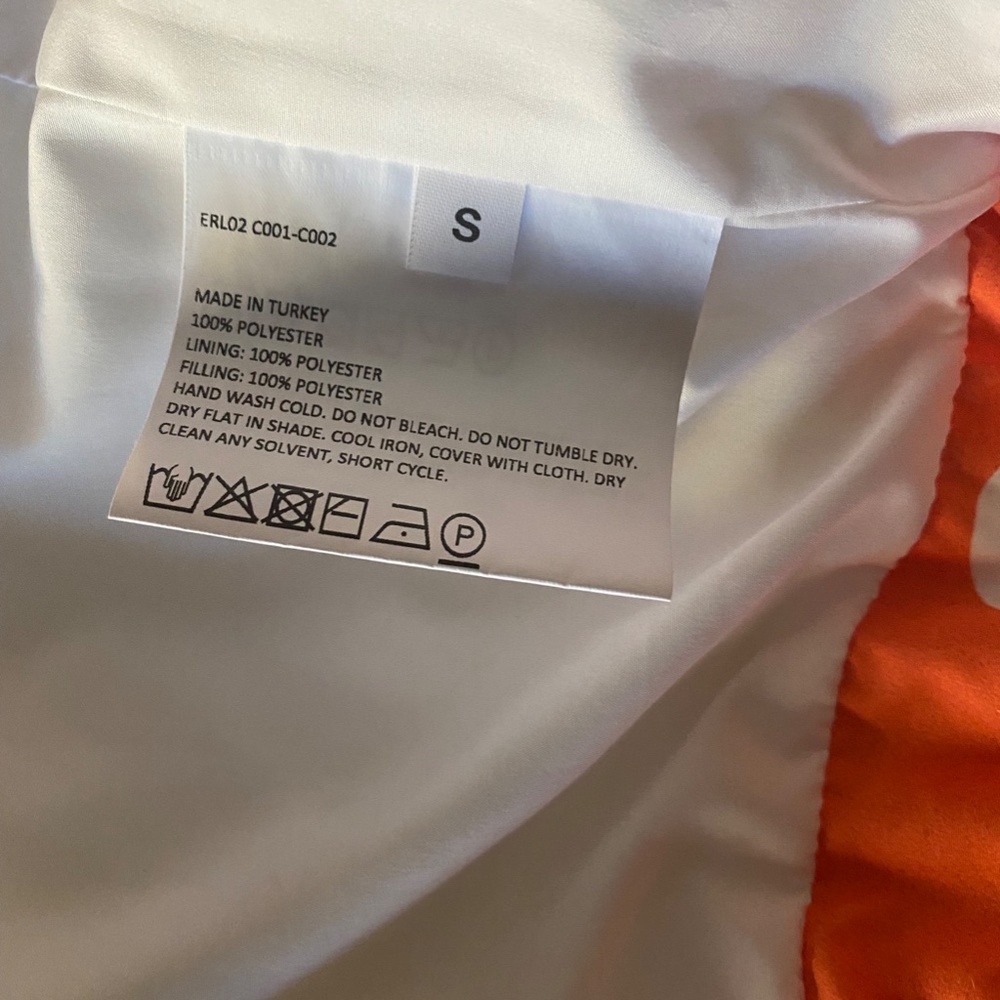 ERL02 C001-C002
S
MADE IN TURKEY
100% POLYESTER
LINING: 100% POLYESTER
FILLING: 100% POLYESTER
HAND WASH COLD. DO NOT BLEACH. DO NOT TUMBLE DRY.
DRY FLAT IN SHADE. COOL IRON, COVER WITH CLOTH. DRY
CLEAN ANY SOLVENT, SHORT CYCLE.
P